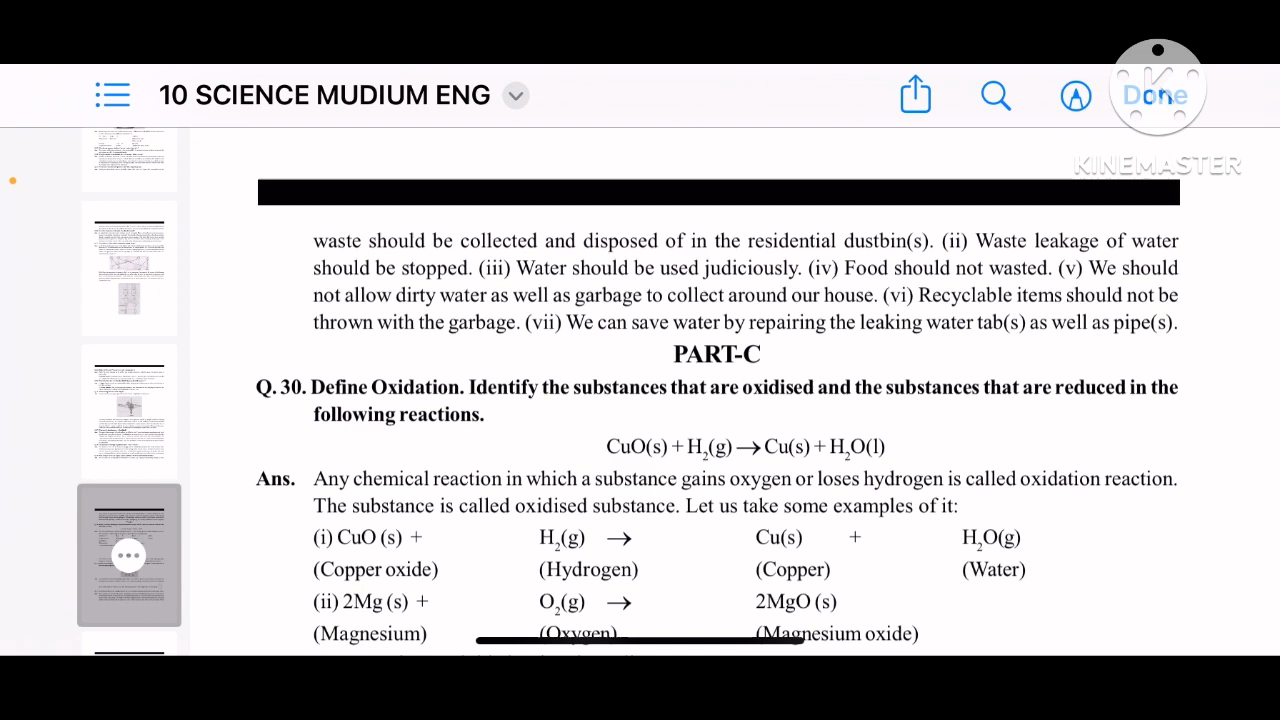 10 SCIENCE MUDIUM ENG
Done
KINEMASTER
waste should be collected and disposed of in the residential dustbin(s). (ii) Waste leakage of water
should be stopped. (iii) Water should be used judiciously. (iv) Food should not wasted. (v) We should
not allow dirty water as well as garbage to collect around our house. (vi) Recyclable items should not be
thrown with the garbage. (vii) We can save water by repairing the leaking water tab(s) as well as pipe(s).
PART-C
Q.30. Define Oxidation. Identify the substances that are oxidised and the substances that are reduced in the
following reactions.
CuO(s) + H₂(g) → Cu(s) + H₂O(l)
Ans. Any chemical reaction in which a substance gains oxygen or loses hydrogen is called oxidation reaction.
The substance is called oxidised substance. Let us take some examples of it:
(i) CuO (s) + H₂(g) → Cu(s) + H₂O(g)
(Copper oxide) (Hydrogen) (Copper) (Water)
(ii) 2Mg (s) + O₂(g) → 2MgO (s)
(Magnesium) (Oxygen) (Magnesium oxide)